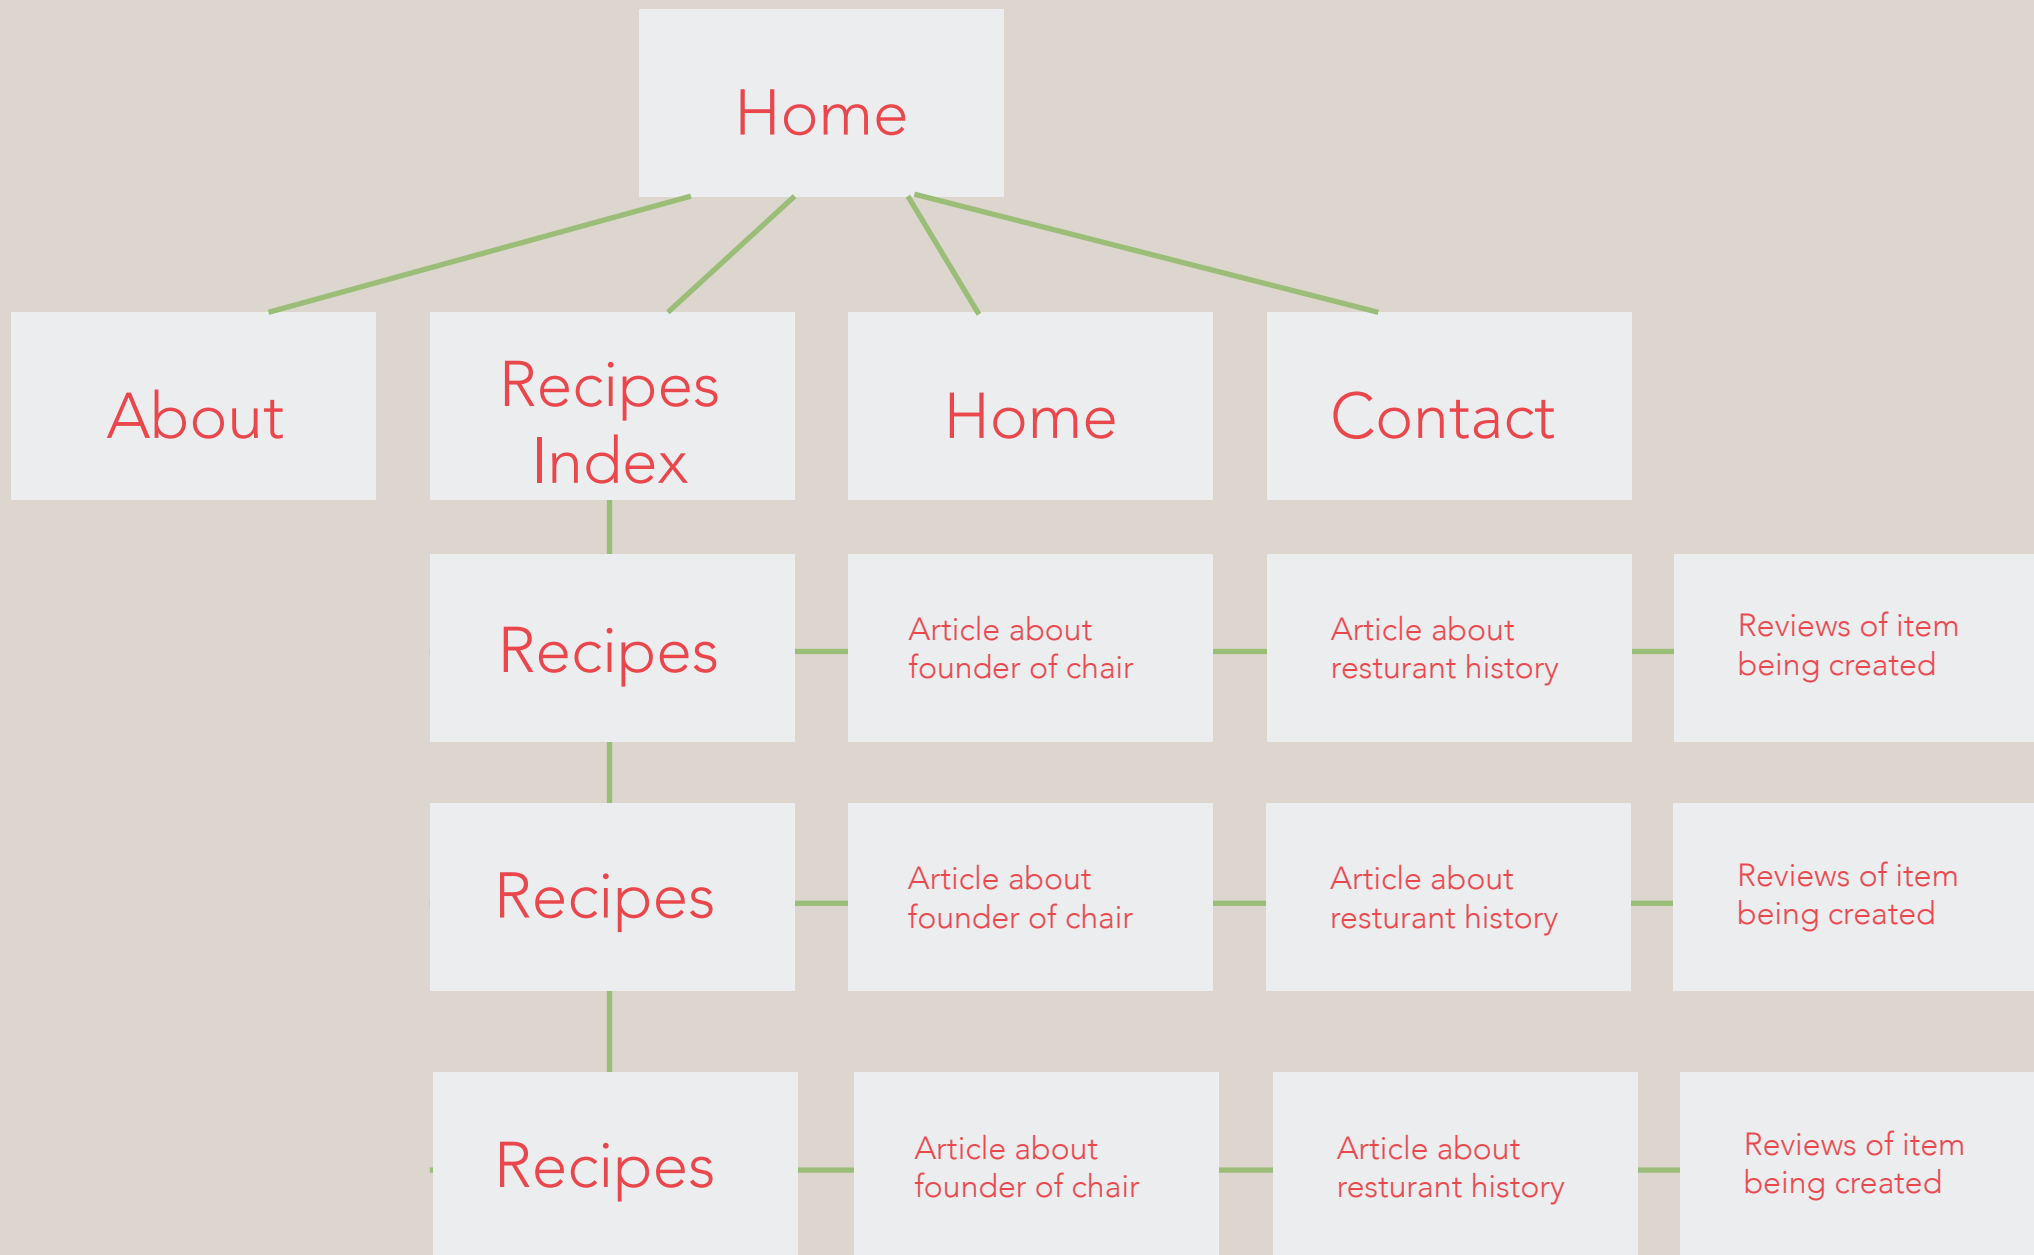 Home
About
Recipes
Index
Home
Contact
Recipes
Article about
founder of chair
Article about
resturant history
Reviews of item
being created
Recipes
Article about
founder of chair
Article about
resturant history
Reviews of item
being created
Recipes
Article about
founder of chair
Article about
resturant history
Reviews of item
being created